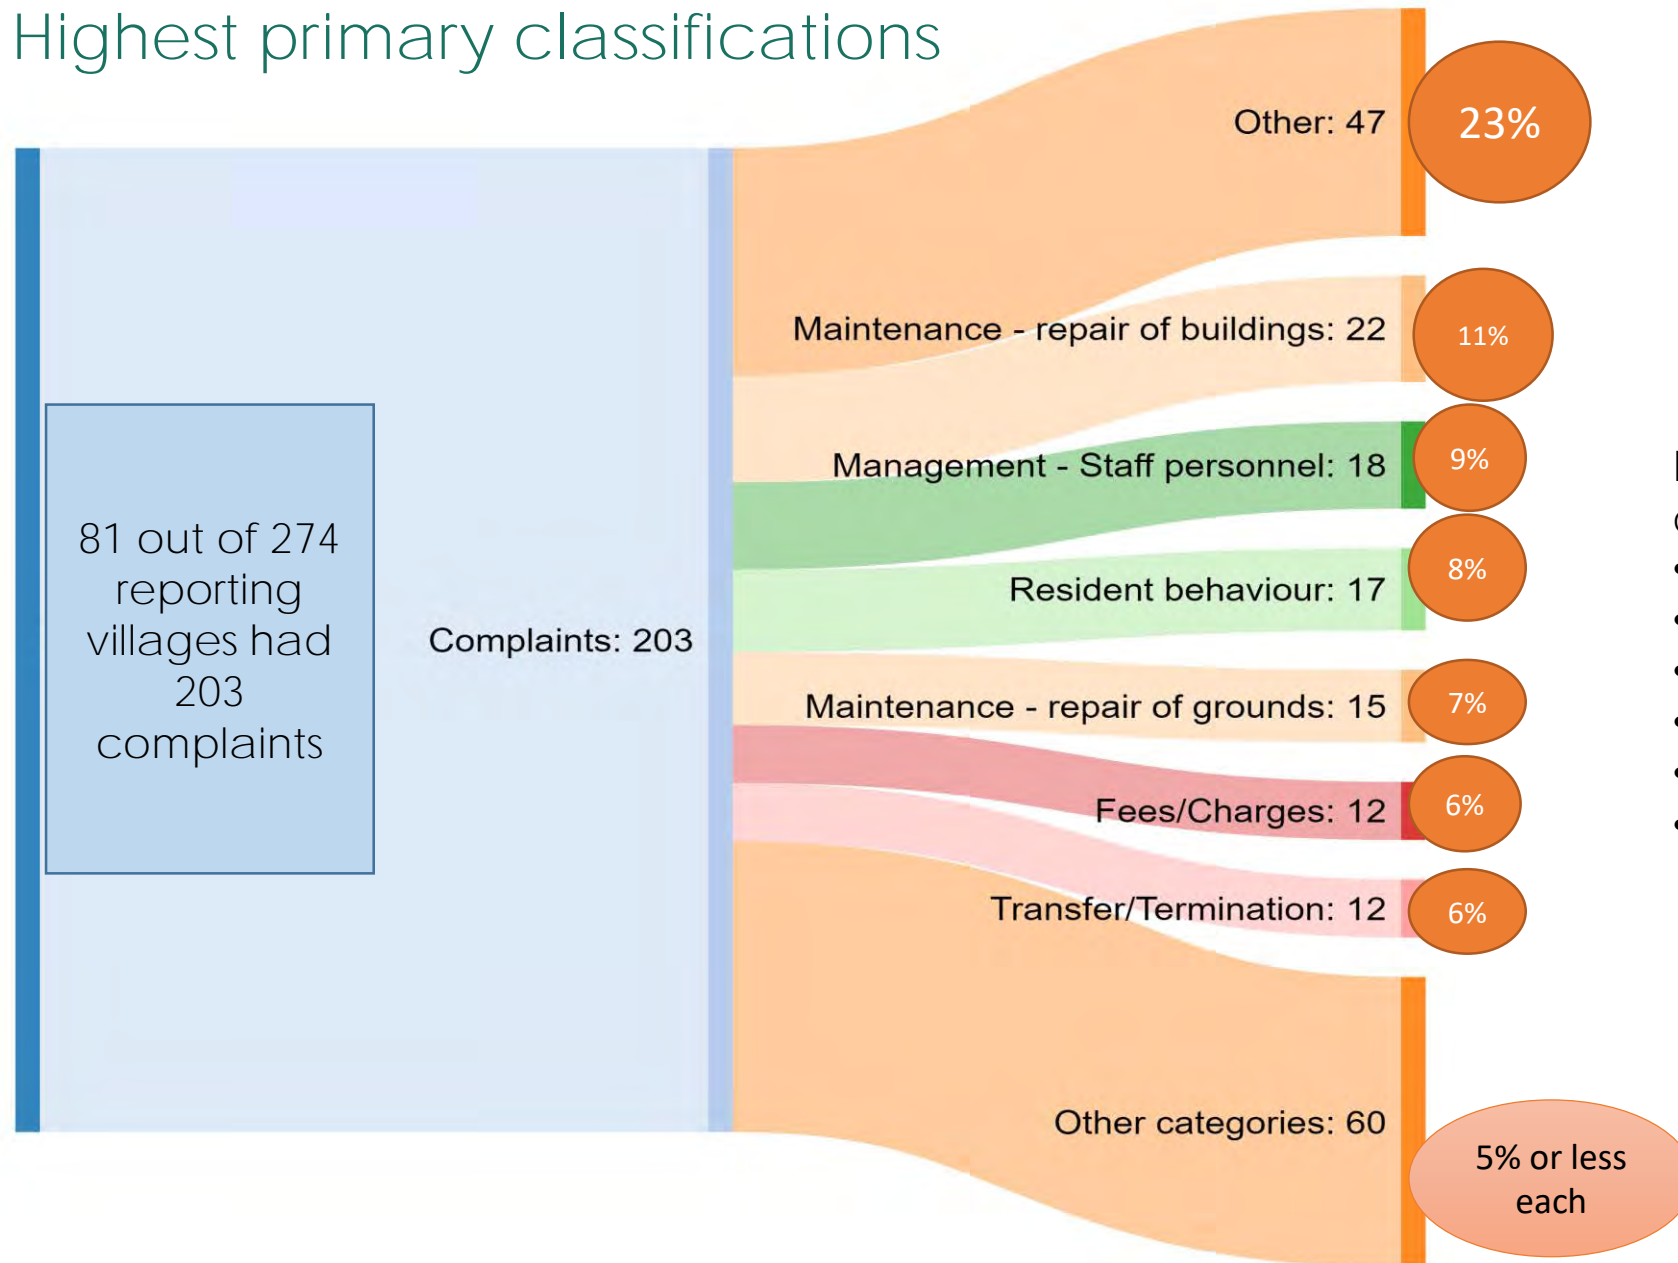 Highest primary classifications
Other: 47
23%
Maintenance - repair of buildings: 22
11%
Management - Staff personnel: 18
9%
81 out of 274
reporting
villages had
203
complaints
Complaints: 203
Resident behaviour: 17
8%
Maintenance - repair of grounds: 15
7%
Fees/Charges: 12
6%
Transfer/Termination: 12
6%
Other categories: 60
5% or less
each